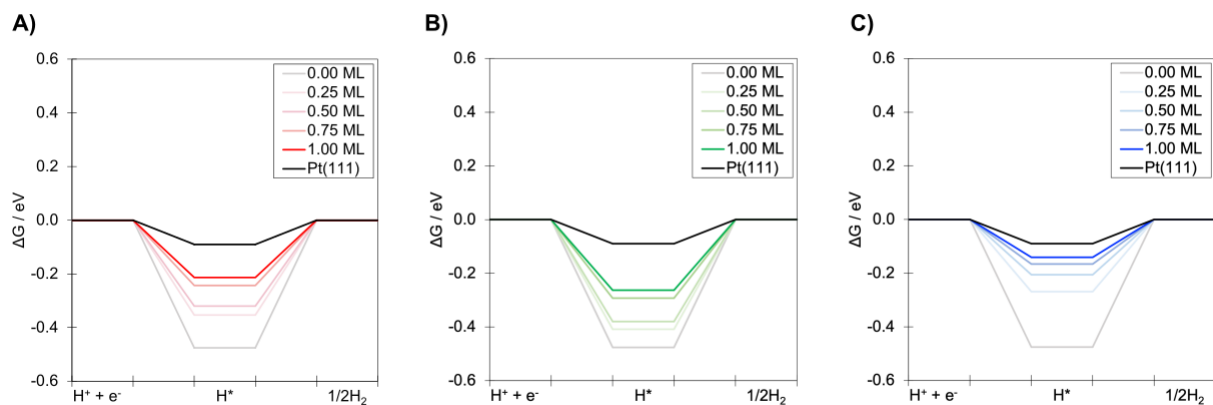 A)
0.6
0.4
0.2
0.0
-0.2
-0.4
-0.6
ΔG / eV
0.00 ML
0.25 ML
0.50 ML
0.75 ML
1.00 ML
Pt(111)
H⁺ + e⁻
H*
1/2H₂
B)
0.6
0.4
0.2
0.0
-0.2
-0.4
-0.6
ΔG / eV
0.00 ML
0.25 ML
0.50 ML
0.75 ML
1.00 ML
Pt(111)
H⁺ + e⁻
H*
1/2H₂
C)
0.6
0.4
0.2
0.0
-0.2
-0.4
-0.6
ΔG / eV
0.00 ML
0.25 ML
0.50 ML
0.75 ML
1.00 ML
Pt(111)
H⁺ + e⁻
H*
1/2H₂